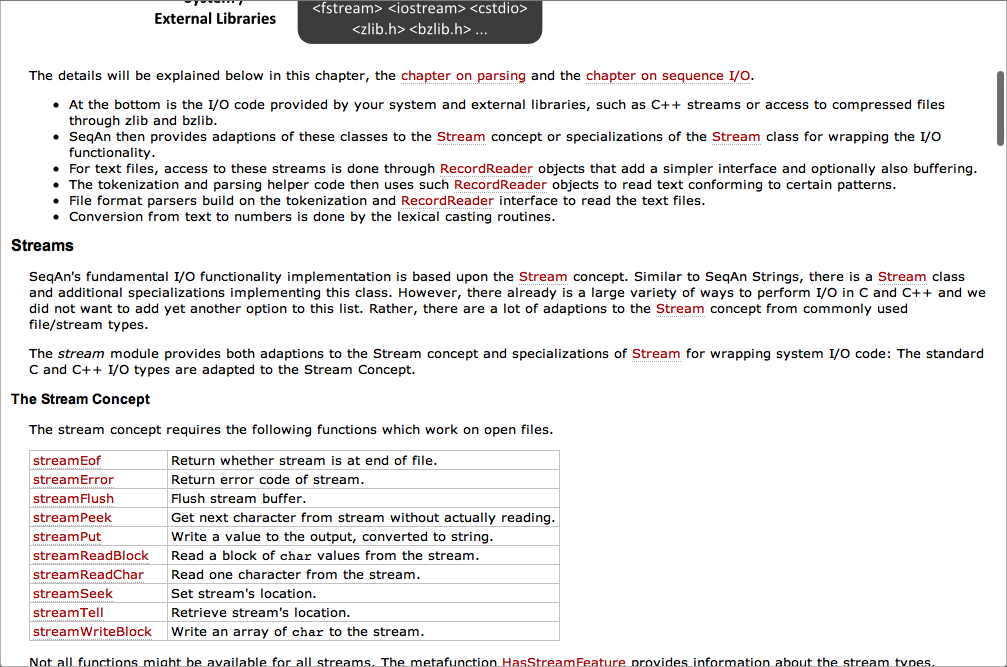 External Libraries
<fstream> <iostream> <cstdio>
<zlib.h> <bzlib.h> ...
The details will be explained below in this chapter, the chapter on parsing and the chapter on sequence I/O.
• At the bottom is the I/O code provided by your system and external libraries, such as C++ streams or access to compressed files
through zlib and bzlib.
• SeqAn then provides adaptions of these classes to the Stream concept or specializations of the Stream class for wrapping the I/O
functionality.
• For text files, access to these streams is done through RecordReader objects that add a simpler interface and optionally also buffering.
• The tokenization and parsing helper code then uses such RecordReader objects to read text conforming to certain patterns.
• File format parsers build on the tokenization and RecordReader interface to read the text files.
• Conversion from text to numbers is done by the lexical casting routines.
Streams
SeqAn's fundamental I/O functionality implementation is based upon the Stream concept. Similar to SeqAn Strings, there is a Stream class
and additional specializations implementing this class. However, there already is a large variety of ways to perform I/O in C and C++ and we
did not want to add yet another option to this list. Rather, there are a lot of adaptions to the Stream concept from commonly used
file/stream types.
The stream module provides both adaptions to the Stream concept and specializations of Stream for wrapping system I/O code: The standard
C and C++ I/O types are adapted to the Stream Concept.
The Stream Concept
The stream concept requires the following functions which work on open files.
streamEof Return whether stream is at end of file.
streamError Return error code of stream.
streamFlush Flush stream buffer.
streamPeek Get next character from stream without actually reading.
streamPut Write a value to the output, converted to string.
streamReadBlock Read a block of char values from the stream.
streamReadChar Read one character from the stream.
streamSeek Set stream's location.
streamTell Retrieve stream's location.
streamWriteBlock Write an array of char to the stream.
Not all functions might be available for all streams. The metafunction HasStreamFeature provides information about the stream types.